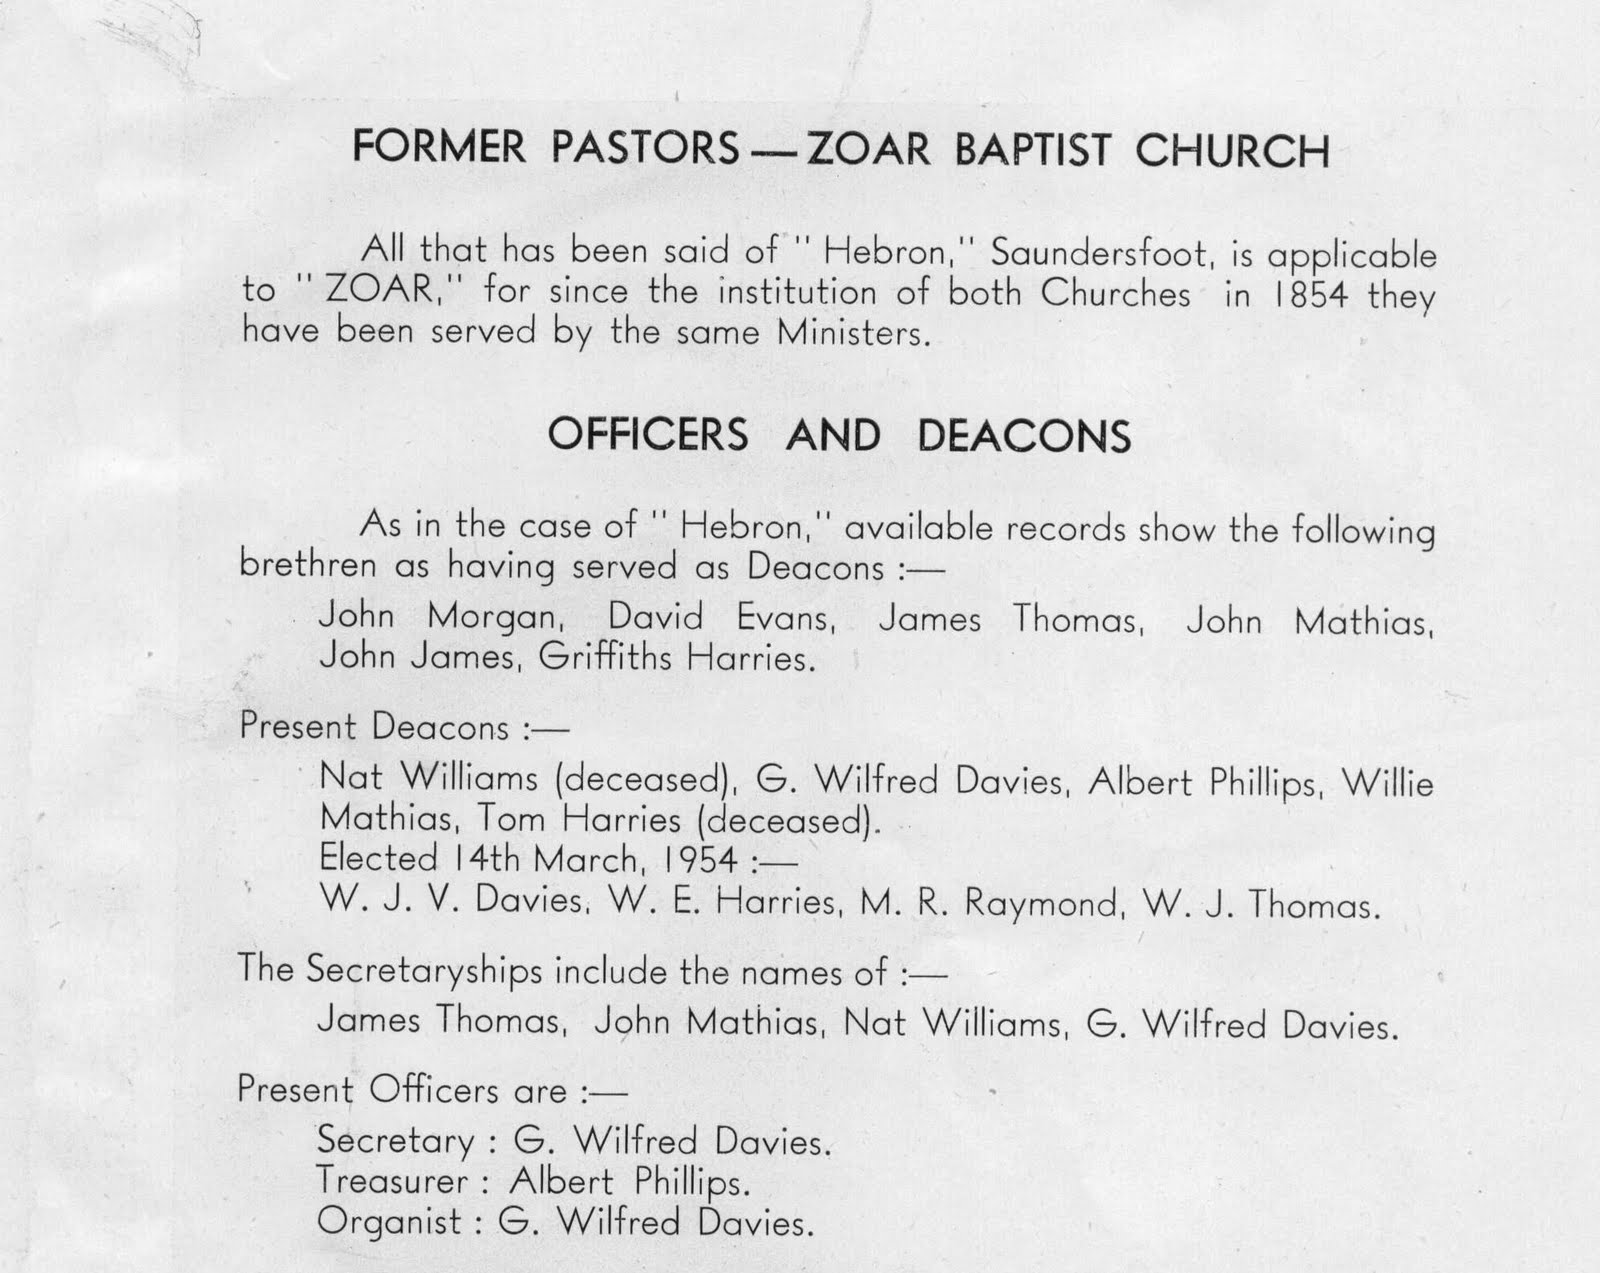 FORMER PASTORS — ZOAR BAPTIST CHURCH
All that has been said of " Hebron," Saundersfoot, is applicable
to " ZOAR," for since the institution of both Churches in 1854 they
have been served by the same Ministers.
OFFICERS AND DEACONS
As in the case of " Hebron," available records show the following
brethren as having served as Deacons :—
John Morgan, David Evans, James Thomas, John Mathias,
John James, Griffiths Harries.
Present Deacons :—
Nat Williams (deceased), G. Wilfred Davies, Albert Phillips, Willie
Mathias, Tom Harries (deceased).
Elected 14th March, 1954 :—
W. J. V. Davies, W. E. Harries, M. R. Raymond, W. J. Thomas.
The Secretaryships include the names of :—
James Thomas, John Mathias, Nat Williams, G. Wilfred Davies.
Present Officers are :—
Secretary : G. Wilfred Davies.
Treasurer : Albert Phillips.
Organist : G. Wilfred Davies.